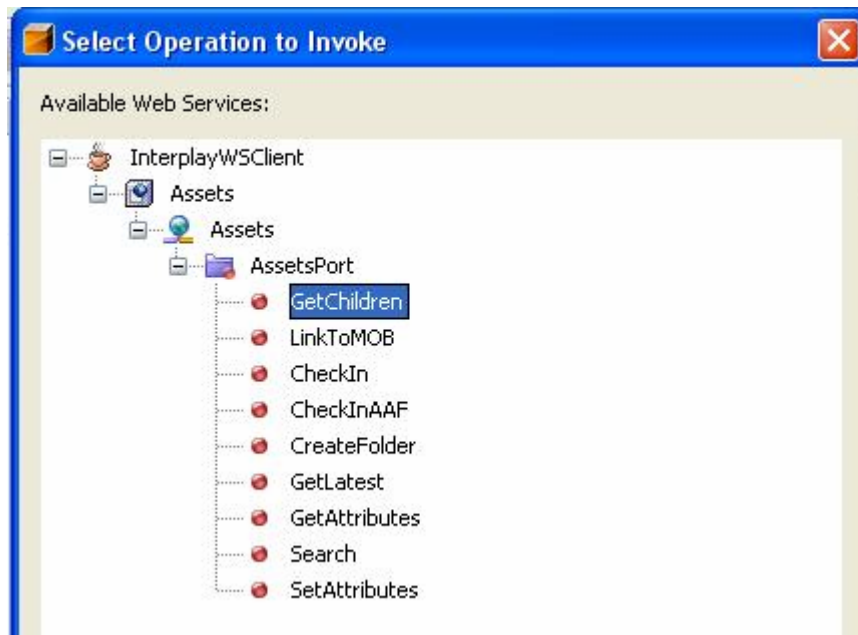 Select Operation to Invoke
Available Web Services:
InterplayWSClient
Assets
Assets
AssetsPort
GetChildren
LinkToMOB
CheckIn
CheckInAAF
CreateFolder
GetLatest
GetAttributes
Search
SetAttributes